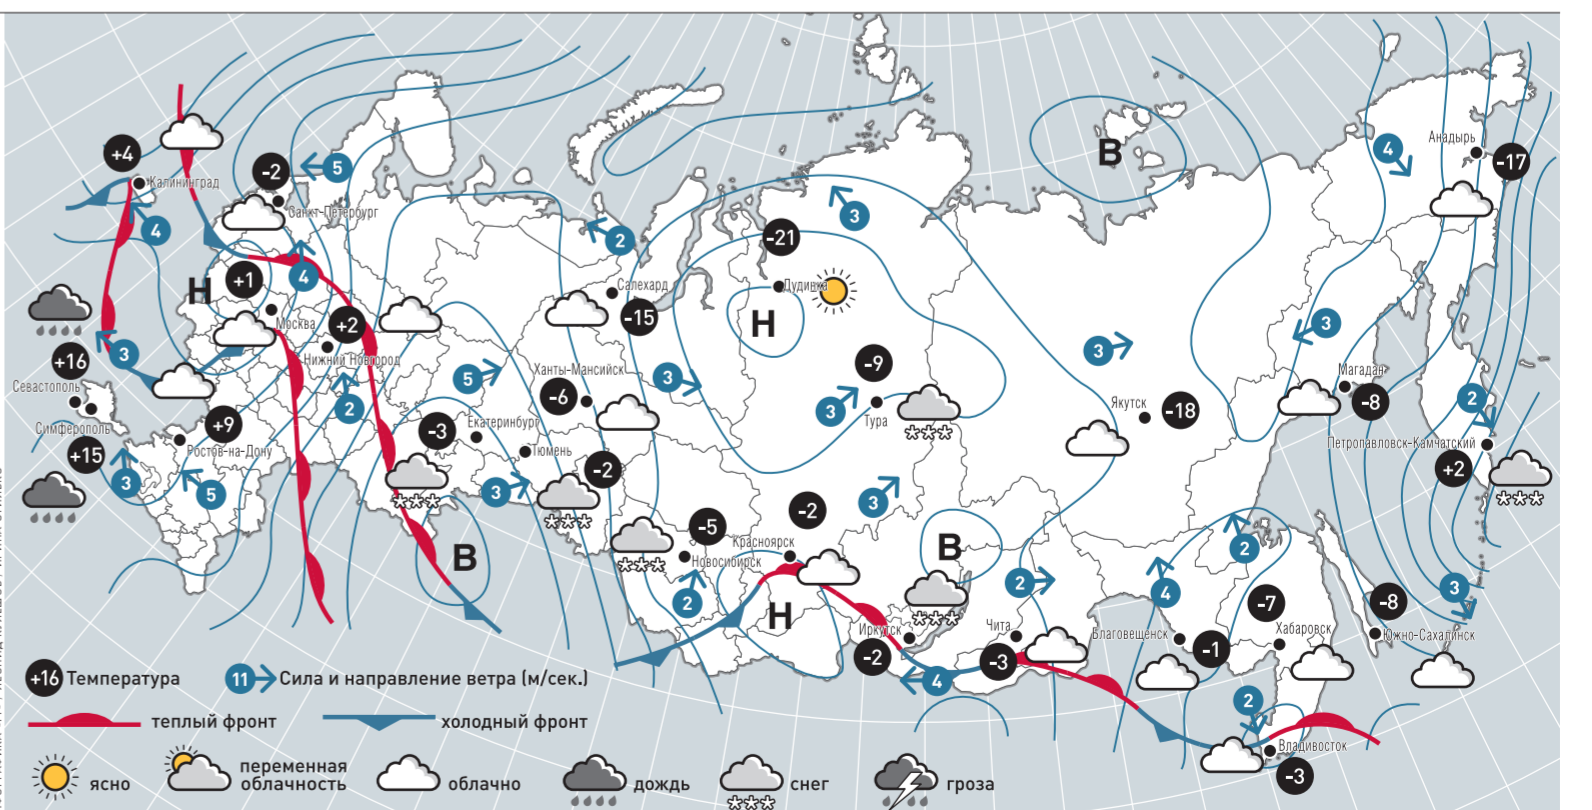 В
Анадырь
4
-17
+4
Калининград
-2
5
Санкт-Петербург
4
3
2
-21
Н
+1
4
Салехард
Дудинка
-15
Н
Москва
+2
Нижний Новгород
3
+16
Севастополь
Симферополь
+15
3
+9
Ростов-на-Дону
5
2
5
-3
Екатеринбург
Тюмень
3
Ханты-Мансийск
-6
3
-2
-9
3
Тура
3
3
Якутск
-18
Магадан
-8
2
Петропавловск-Камчатский
+2
В
-5
Новосибирск
2
-2
Красноярск
3
Н
В
Иркутск
-2
4
2
Чита
-3
4
2
Благовещенск
-1
-7
Хабаровск
-8
Южно-Сахалинск
3
2
Владивосток
-3
+16 Температура
11 Сила и направление ветра (м/сек.)
теплый фронт
холодный фронт
ясно
переменная
облачность
облачно
дождь
снег
гроза